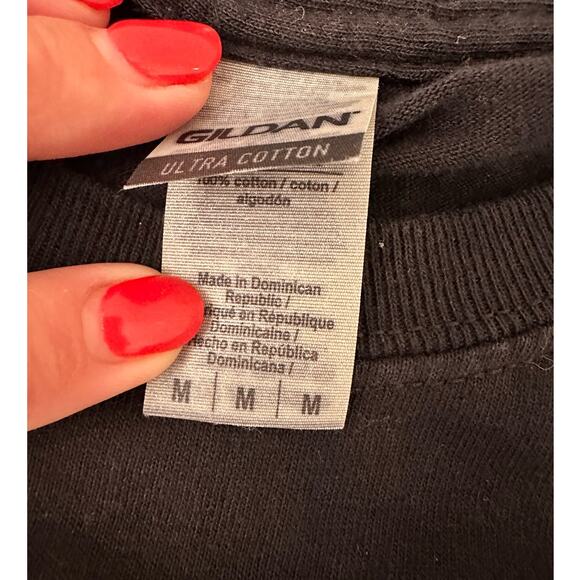 GILDAN
ULTRA COTTON
100% cotton / coton /
algodón
Made in Dominican
Republic /
en République
Dominicaine /
en República
Dominicana /
M | M | M